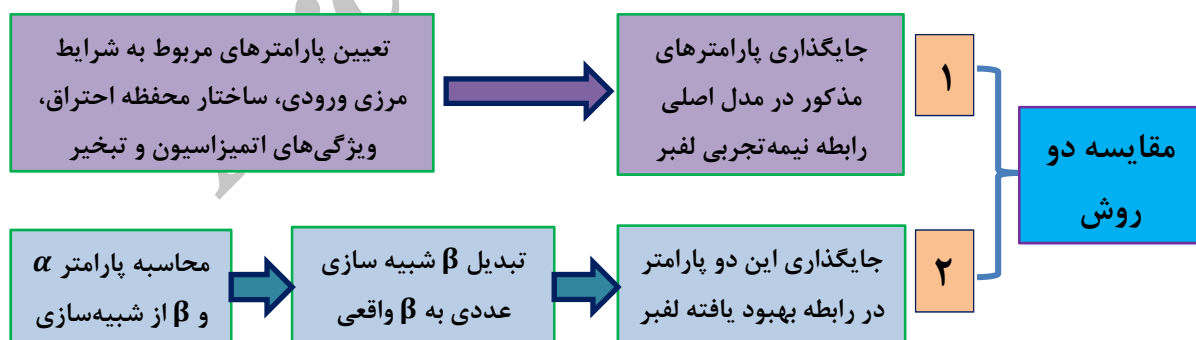 تعیین پارامترهای مربوط به شرایط
مرزی ورودی، ساختار محفظه احتراق،
ویژگی‌های اتمیزاسیون و تبخیر
جایگذاری پارامترهای
مذکور در مدل اصلی
رابطه نیمه‌تجربی لفبر
۱
مقایسه دو
روش
محاسبه پارامتر α
و β از شبیه‌سازی
تبدیل β شبیه سازی
عددی به β واقعی
جایگذاری این دو پارامتر
در رابطه بهبود یافته لفبر
۲